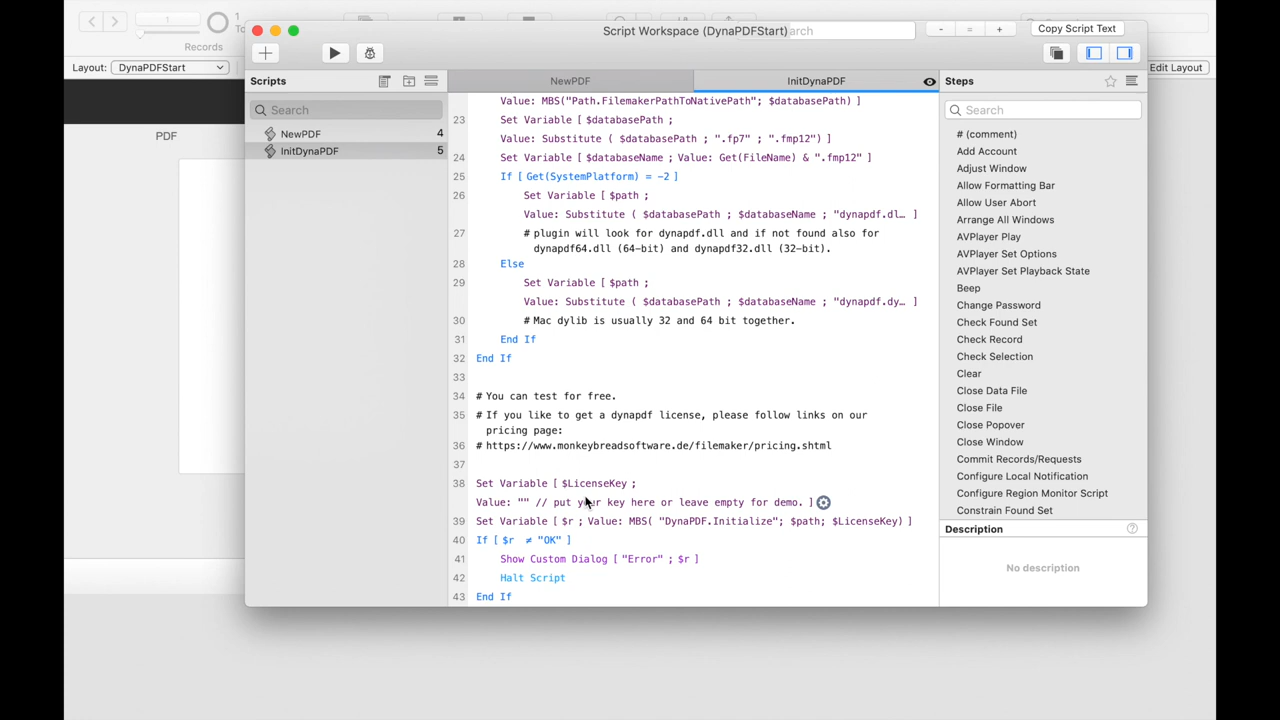 1
1
Records
Layout:
DynaPDFStart
Edit Layout
PDF
Script Workspace (DynaPDFStart)
arch
-
=
+
Copy Script Text
Scripts
NewPDF
InitDynaPDF
Steps
Search
NewPDF 4
InitDynaPDF 5
Value: MBS("Path.FilemakerPathToNativePath"; $databasePath) ]
23 Set Variable [ $databasePath ;
Value: Substitute ( $databasePath ; ".fp7" ; ".fmp12") ]
24 Set Variable [ $databaseName ; Value: Get(FileName) & ".fmp12" ]
25 If [ Get(SystemPlatform) = -2 ]
26 Set Variable [ $path ;
Value: Substitute ( $databasePath ; $databaseName ; "dynapdf.dl… ]
27 # plugin will look for dynapdf.dll and if not found also for
dynapdf64.dll (64-bit) and dynapdf32.dll (32-bit).
28 Else
29 Set Variable [ $path ;
Value: Substitute ( $databasePath ; $databaseName ; "dynapdf.dy… ]
30 # Mac dylib is usually 32 and 64 bit together.
31 End If
32 End If
33
34 # You can test for free.
35 # If you like to get a dynapdf license, please follow links on our
pricing page:
36 # https://www.monkeybreadsoftware.de/filemaker/pricing.shtml
37
38 Set Variable [ $LicenseKey ;
Value: "" // put your key here or leave empty for demo. ]
39 Set Variable [ $r ; Value: MBS( "DynaPDF.Initialize"; $path; $LicenseKey) ]
40 If [ $r ≠ "OK" ]
41 Show Custom Dialog [ "Error" ; $r ]
42 Halt Script
43 End If
Search
# (comment)
Add Account
Adjust Window
Allow Formatting Bar
Allow User Abort
Arrange All Windows
AVPlayer Play
AVPlayer Set Options
AVPlayer Set Playback State
Beep
Change Password
Check Found Set
Check Record
Check Selection
Clear
Close Data File
Close File
Close Popover
Close Window
Commit Records/Requests
Configure Local Notification
Configure Region Monitor Script
Constrain Found Set
Description
No description